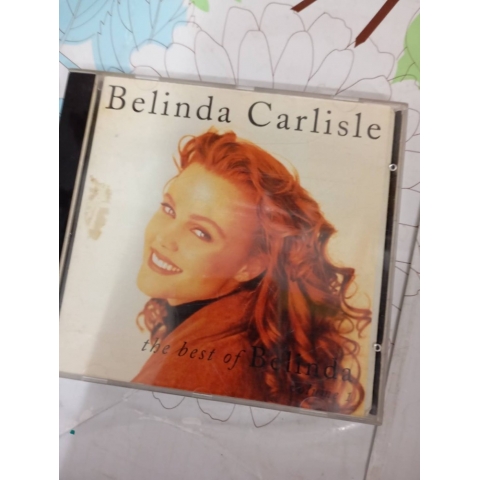 Belinda Carlisle
the best of Belinda